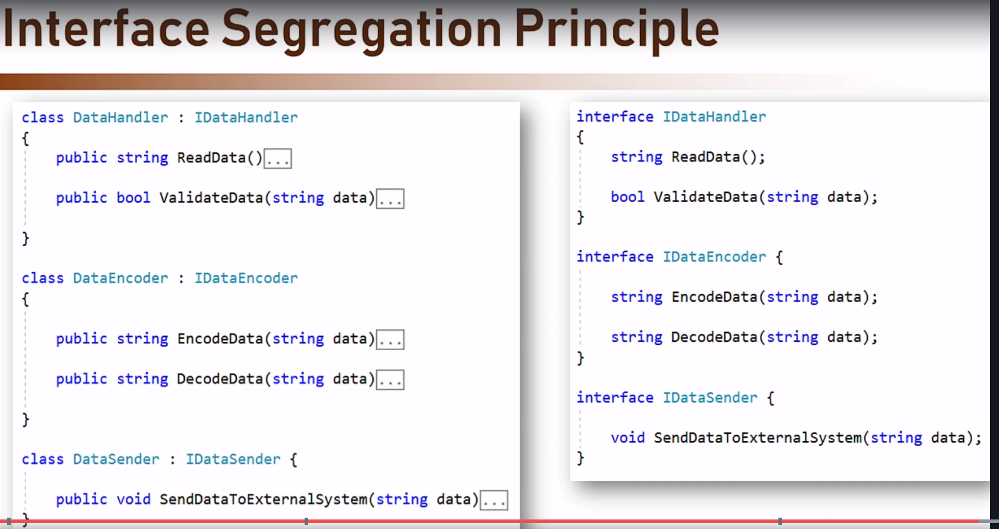 Interface Segregation Principle
class DataHandler : IDataHandler
{
public string ReadData()...
public bool ValidateData(string data)...
}
class DataEncoder : IDataEncoder
{
public string EncodeData(string data)...
public string DecodeData(string data)...
}
class DataSender : IDataSender {
public void SendDataToExternalSystem(string data)...
}
interface IDataHandler
{
string ReadData();
bool ValidateData(string data);
}
interface IDataEncoder {
string EncodeData(string data);
string DecodeData(string data);
}
interface IDataSender {
void SendDataToExternalSystem(string data);
}